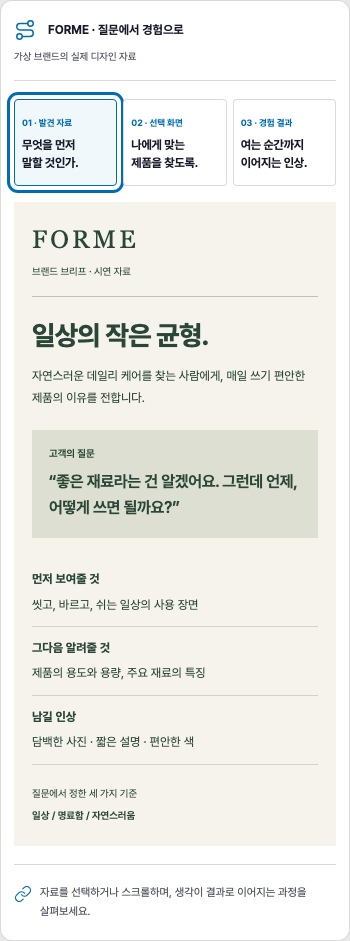 FORME · 질문에서 경험으로
가상 브랜드의 실제 디자인 자료
01 · 발견 자료
무엇을 먼저
말할 것인가.
02 · 선택 화면
나에게 맞는
제품을 찾도록.
03 · 경험 결과
여는 순간까지
이어지는 인상.
FORME
브랜드 브리프 · 시연 자료
일상의 작은 균형.
자연스러운 데일리 케어를 찾는 사람에게, 매일 쓰기 편안한
제품의 이유를 전합니다.
고객의 질문
“좋은 재료라는 건 알겠어요. 그런데 언제,
어떻게 쓰면 될까요?”
먼저 보여줄 것
씻고, 바르고, 쉬는 일상의 사용 장면
그다음 알려줄 것
제품의 용도와 용량, 주요 재료의 특징
남길 인상
담백한 사진 · 짧은 설명 · 편안한 색
질문에서 정한 세 가지 기준
일상 / 명료함 / 자연스러움
자료를 선택하거나 스크롤하며, 생각이 결과로 이어지는 과정을
살펴보세요.